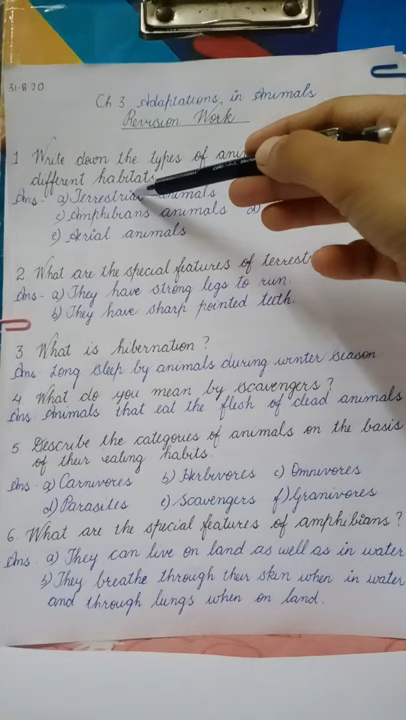 31-8-20
Ch 3 Adaptations in Animals
Revision Work
1 Write down the types of
different habitats
Ans- a) Terrestrial animals
c) Amphibians animals d)
e) Aerial animals
2. What are the special features of
Ans- a) They have strong legs to run.
b) They have sharp pointed teeth.
3. What is hibernation?
Ans Long sleep by animals during winter season
4 What do you mean by scavengers?
Ans Animals that eat the flesh of dead animals
5 Describe the categories of animals on the basis
of their eating habits.
Ans- a) Carnivores b) Herbivores c) Omnivores
d) Parasites e) Scavengers f) Granivores
6. What are the special features of amphibians?
Ans- a) They can live on land as well as in water
b) They breathe through their skin when in water
and through lungs when on land.